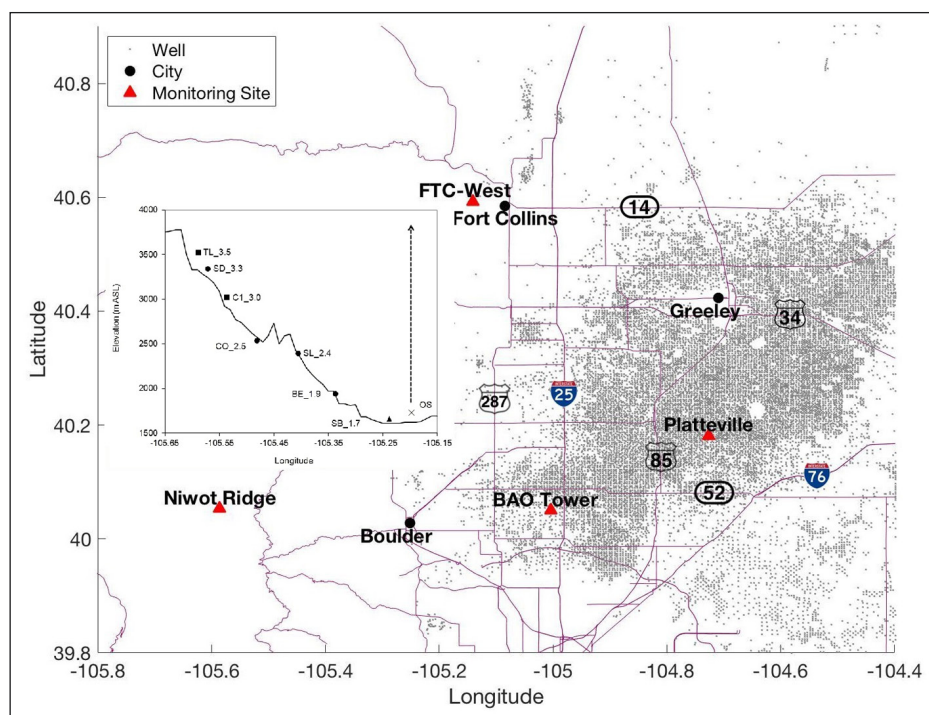 Well
City
Monitoring Site
40.8
40.6
40.4
40.2
40
39.8
Latitude
FTC-West
Fort Collins
14
Greeley
34
25
287
Platteville
85
76
52
BAO Tower
Niwot Ridge
Boulder
4000
3500
3000
2500
2000
1500
Elevation (m ASL)
TL_3.5
SD_3.3
C1_3.0
CO_2.5
SL_2.4
BE_1.9
SB_1.7
OS
-105.65
-105.55
-105.45
-105.35
-105.25
-105.15
Longitude
-105.8
-105.6
-105.4
-105.2
-105
-104.8
-104.6
-104.4
Longitude